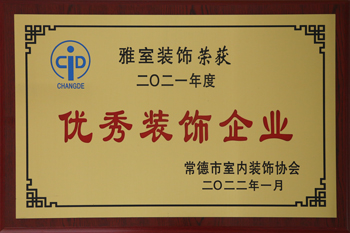 CID
CHANGDE
雅室装饰荣获
二〇二一年度
优秀装饰企业
常德市室内装饰协会
二〇二二年一月